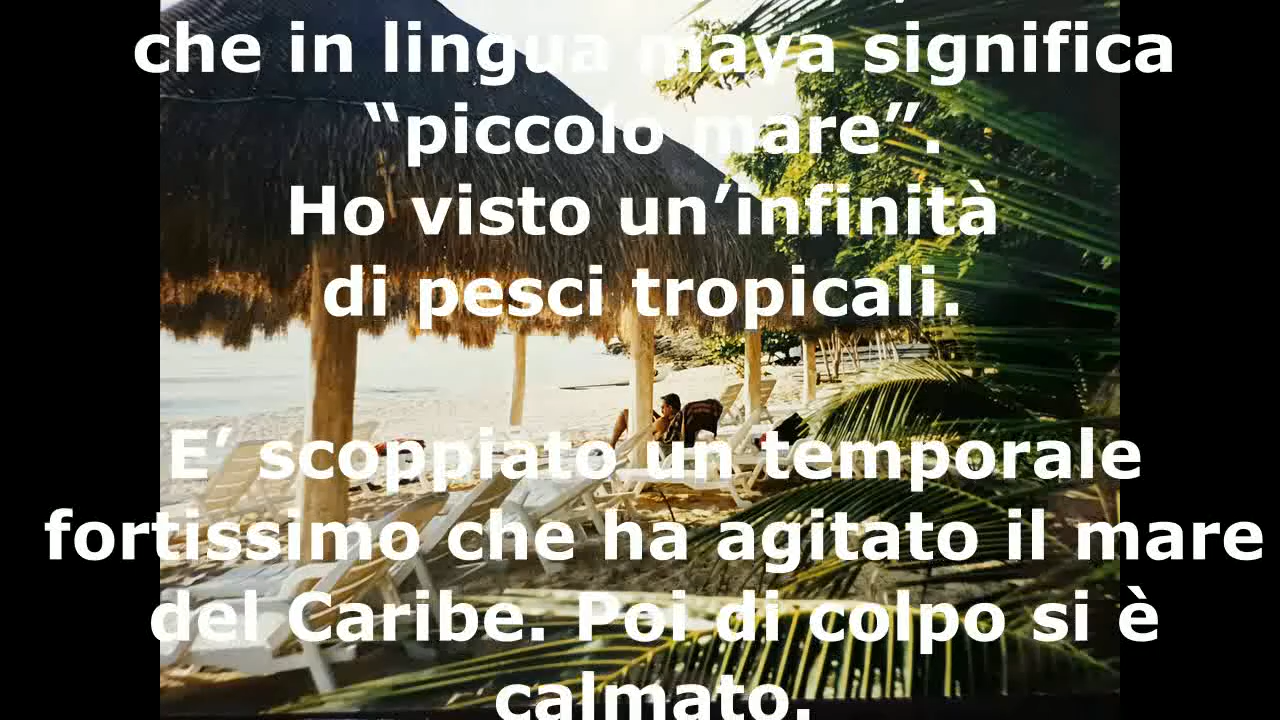 che in lingua maya significa
“piccolo mare”.
Ho visto un’infinità
di pesci tropicali.
E’ scoppiato un temporale
fortissimo che ha agitato il mare
del Caribe. Poi di colpo si è
calmato.